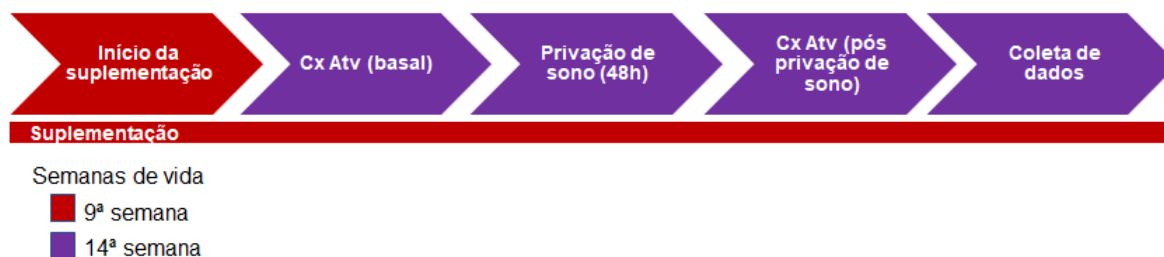 Início da
suplementação
Cx Atv (basal)
Privação de
sono (48h)
Cx Atv (pós
privação de
sono)
Coleta de
dados
Suplementação
Semanas de vida
9ª semana
14ª semana